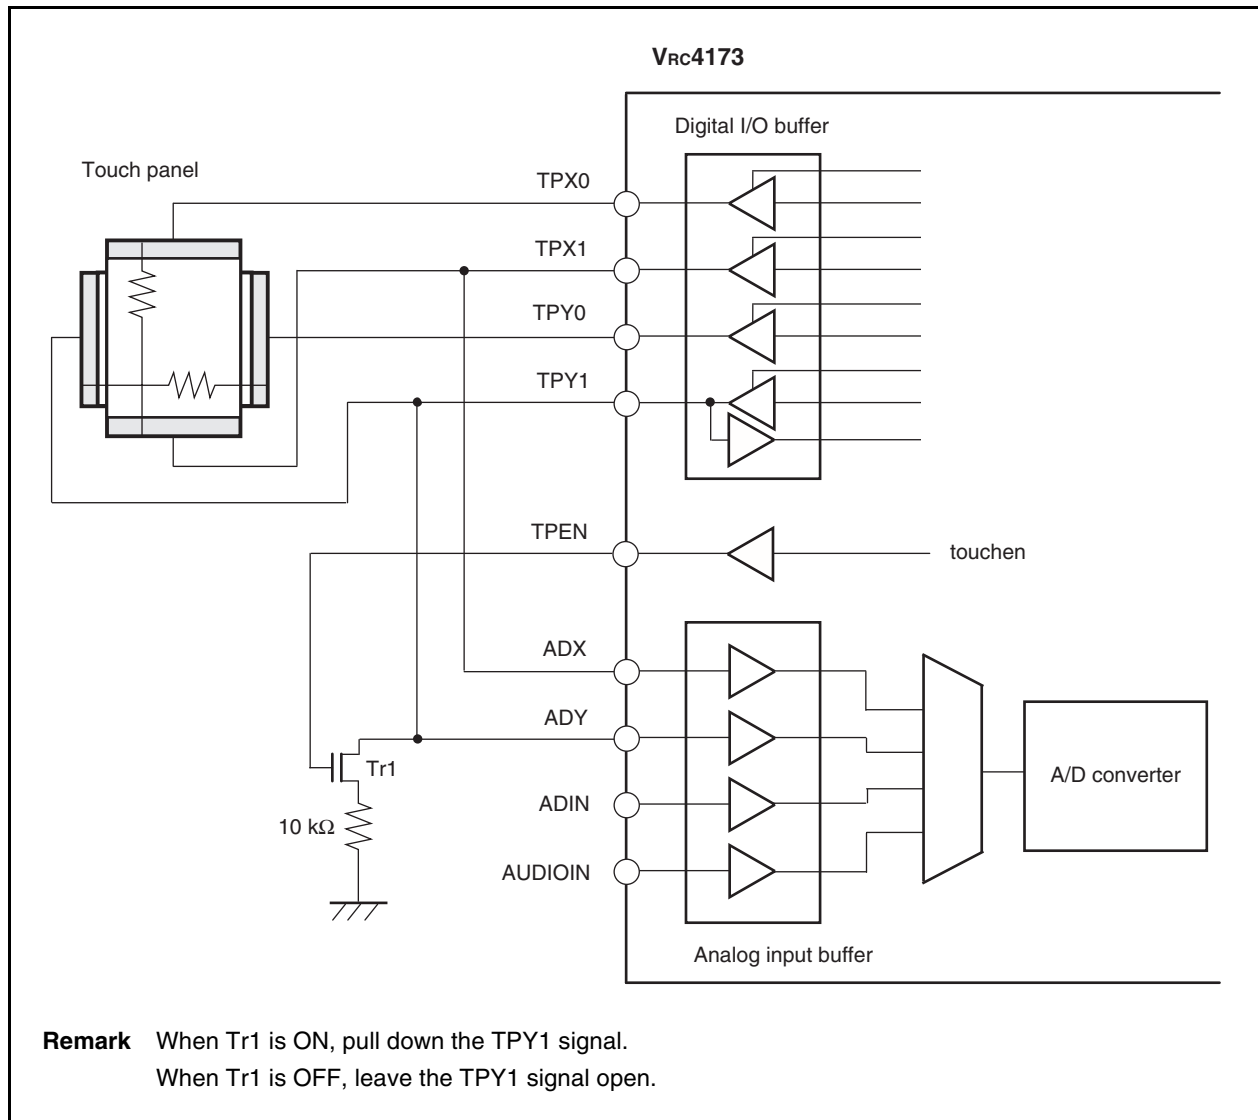 VRC4173
Digital I/O buffer
Touch panel
TPX0
TPX1
TPY0
TPY1
TPEN
touchen
ADX
ADY
Tr1
A/D converter
ADIN
10 kΩ
AUDIOIN
Analog input buffer
Remark When Tr1 is ON, pull down the TPY1 signal.
When Tr1 is OFF, leave the TPY1 signal open.